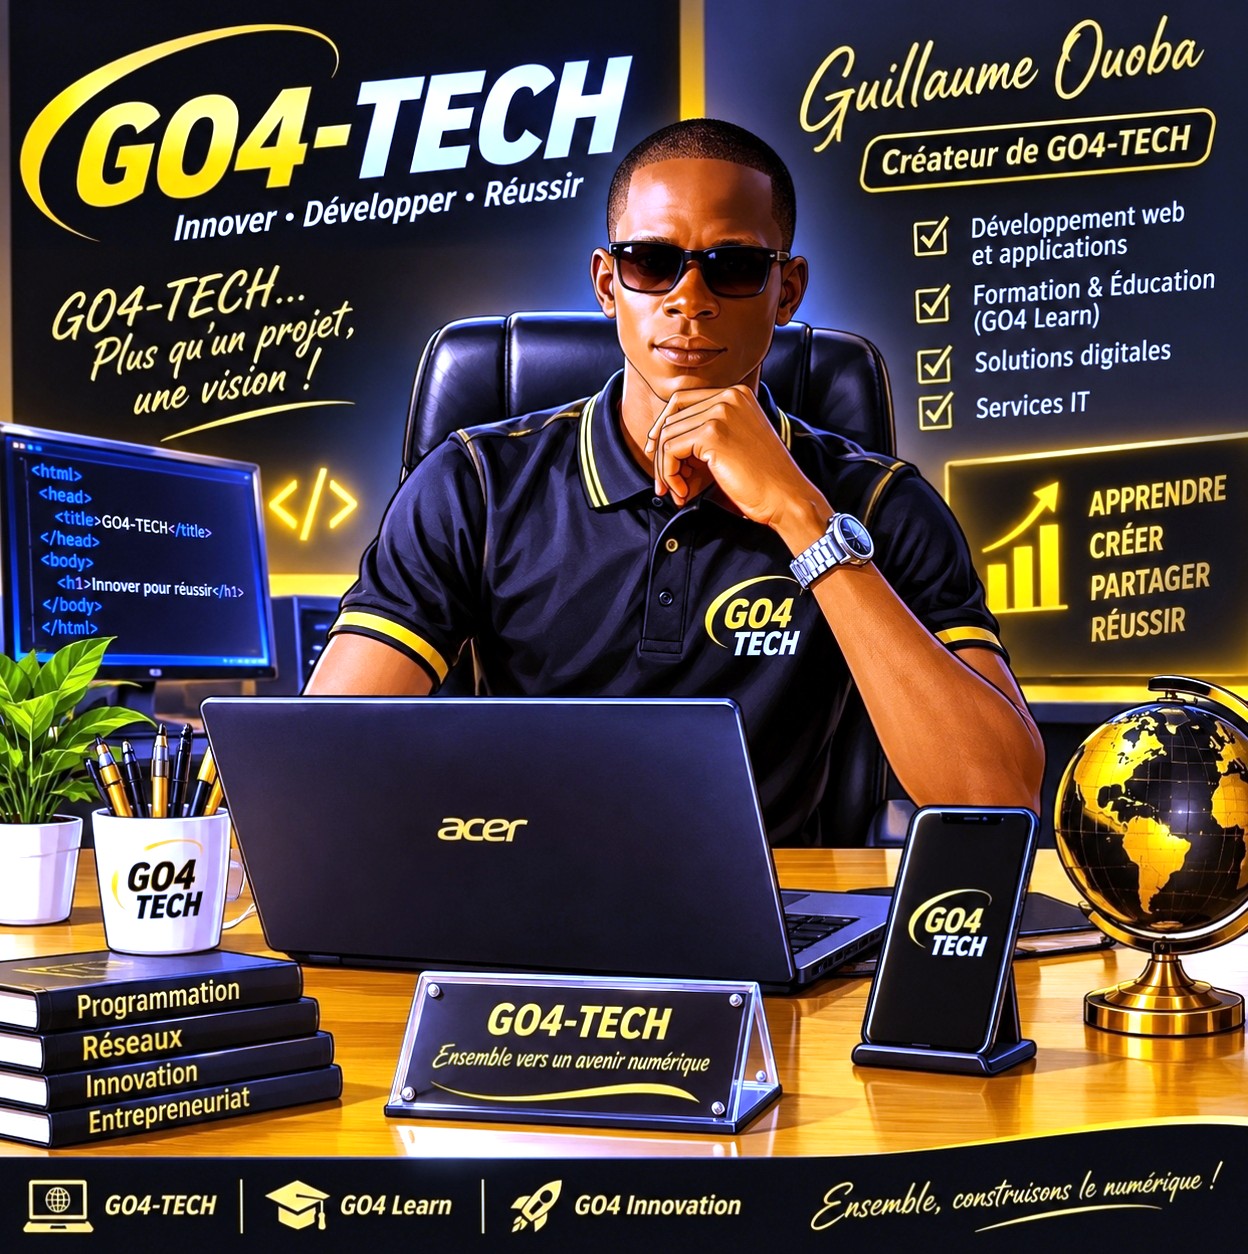 GO4-TECH
Innover • Développer • Réussir
GO4-TECH...
Plus qu'un projet,
une vision !
Guillaume Ouoba
Créateur de GO4-TECH
Développement web
et applications
Formation & Éducation
(GO4 Learn)
Solutions digitales
Services IT
<html>
<head>
<title>GO4-TECH</title>
</head>
<body>
<h1>Innover pour réussir</h1>
</body>
</html>
</>
APPRENDRE
CRÉER
PARTAGER
RÉUSSIR
GO4
TECH
acer
GO4
TECH
GO4
TECH
Programmation
Réseaux
Innovation
Entrepreneuriat
GO4-TECH
Ensemble vers un avenir numérique
GO4-TECH
GO4 Learn
GO4 Innovation
Ensemble, construisons le numérique !